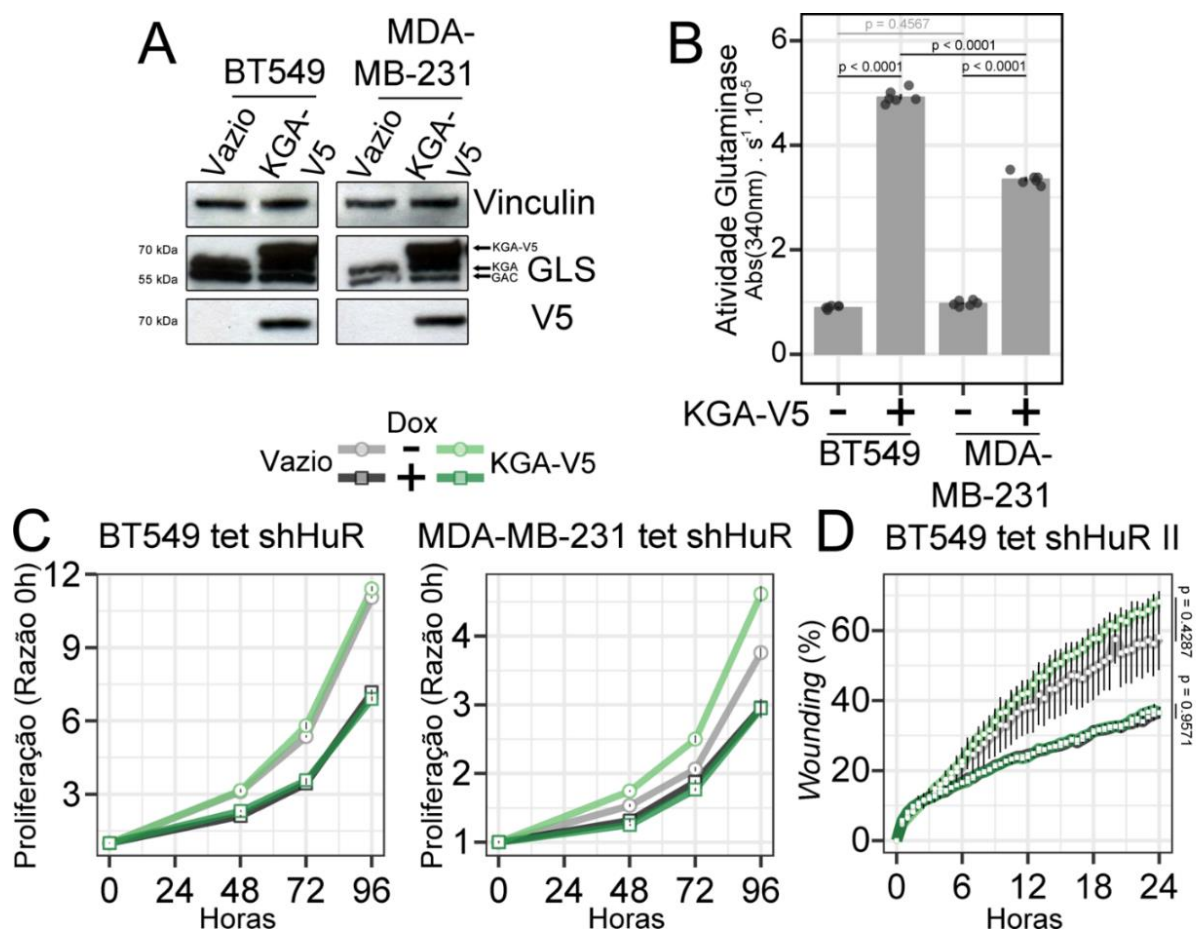 A
BT549
MDA-
MB-231
Vazio
KGA-
V5
Vazio
KGA-
V5
Vinculin
70 kDa
KGA-V5
KGA
GAC
GLS
55 kDa
70 kDa
V5
B
Atividade Glutaminase
Abs(340nm) . s¹ .10⁻⁵
6
4
2
0
p = 0.4567
p < 0.0001
p < 0.0001
p < 0.0001
KGA-V5 - + - +
BT549
MDA-
MB-231
Dox
Vazio - KGA-V5
+
C
BT549 tet shHuR
Proliferação (Razão 0h)
12
9
6
3
0 24 48 72 96
Horas
MDA-MB-231 tet shHuR
Proliferação (Razão 0h)
4
3
2
1
0 24 48 72 96
Horas
D
BT549 tet shHuR II
Wounding (%)
60
40
20
0
0 6 12 18 24
Horas
p = 0.4287
p = 0.9571